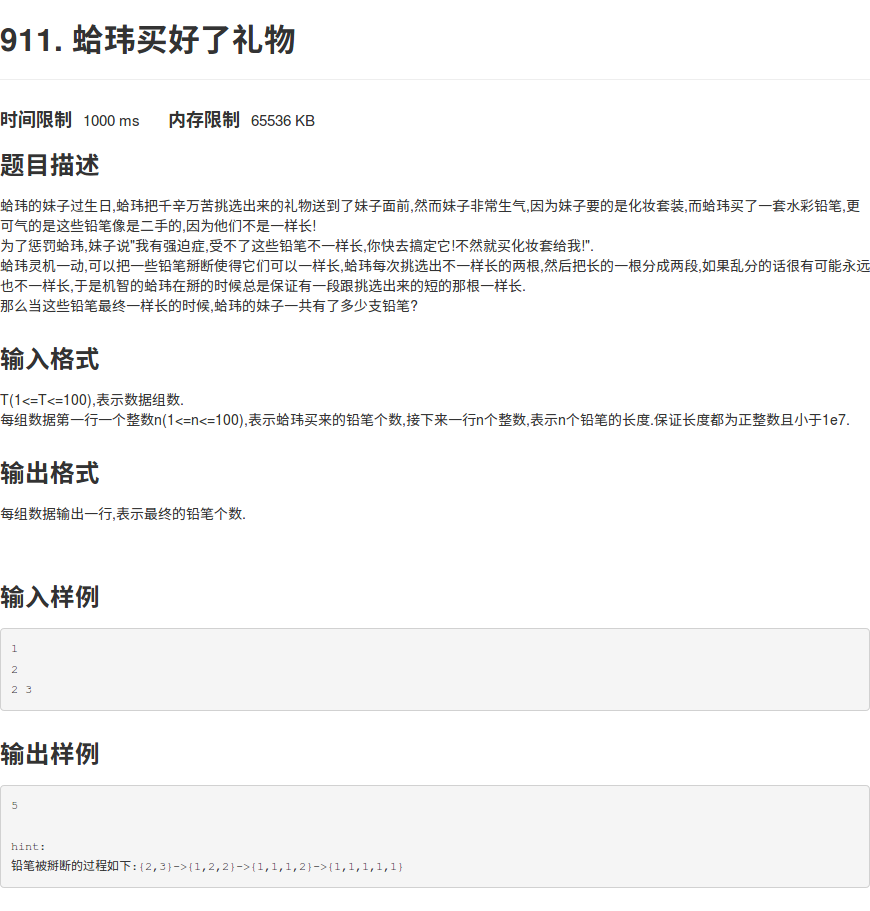 911. 蛤玮买好了礼物
时间限制 1000 ms 内存限制 65536 KB
题目描述
蛤玮的妹子过生日,蛤玮把千辛万苦挑选出来的礼物送到了妹子面前,然而妹子非常生气,因为妹子要的是化妆套装,而蛤玮买了一套水彩铅笔,更
可气的是这些铅笔像是二手的,因为他们不是一样长!
为了惩罚蛤玮,妹子说"我有强迫症,受不了这些铅笔不一样长,你快去搞定它!不然就买化妆套给我!".
蛤玮灵机一动,可以把一些铅笔掰断使得它们可以一样长,蛤玮每次挑选出不一样长的两根,然后把长的一根分成两段,如果乱分的话很有可能永远
也不一样长,于是机智的蛤玮在掰的时候总是保证有一段跟挑选出来的短的那根一样长.
那么当这些铅笔最终一样长的时候,蛤玮的妹子一共有了多少支铅笔?
输入格式
T(1<=T<=100),表示数据组数.
每组数据第一行一个整数n(1<=n<=100),表示蛤玮买来的铅笔个数,接下来一行n个整数,表示n个铅笔的长度.保证长度都为正整数且小于1e7.
输出格式
每组数据输出一行,表示最终的铅笔个数.
输入样例
1
2
2 3
输出样例
5
hint:
铅笔被掰断的过程如下:{2,3}->{1,2,2}->{1,1,1,2}->{1,1,1,1,1}